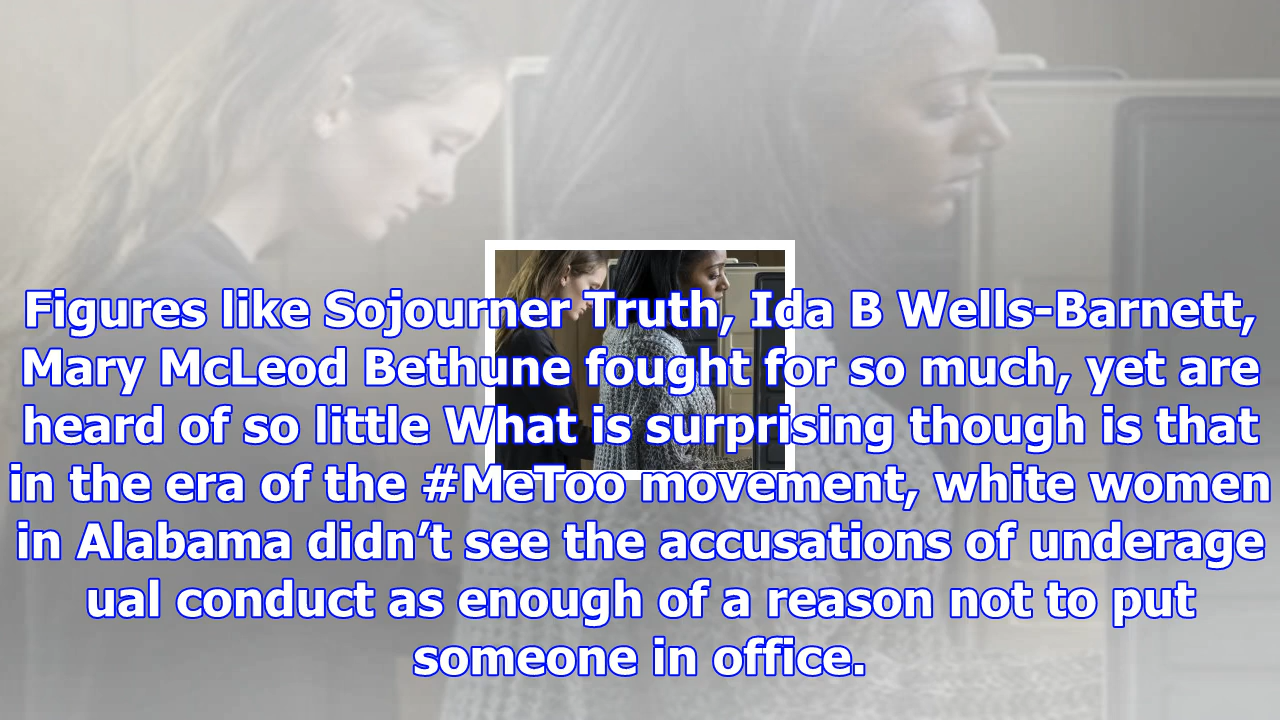 Figures like Sojourner Truth, Ida B Wells-Barnett,
Mary McLeod Bethune fought for so much, yet are
heard of so little What is surprising though is that
in the era of the #MeToo movement, white women
in Alabama didn’t see the accusations of underage
ual conduct as enough of a reason not to put
someone in office.